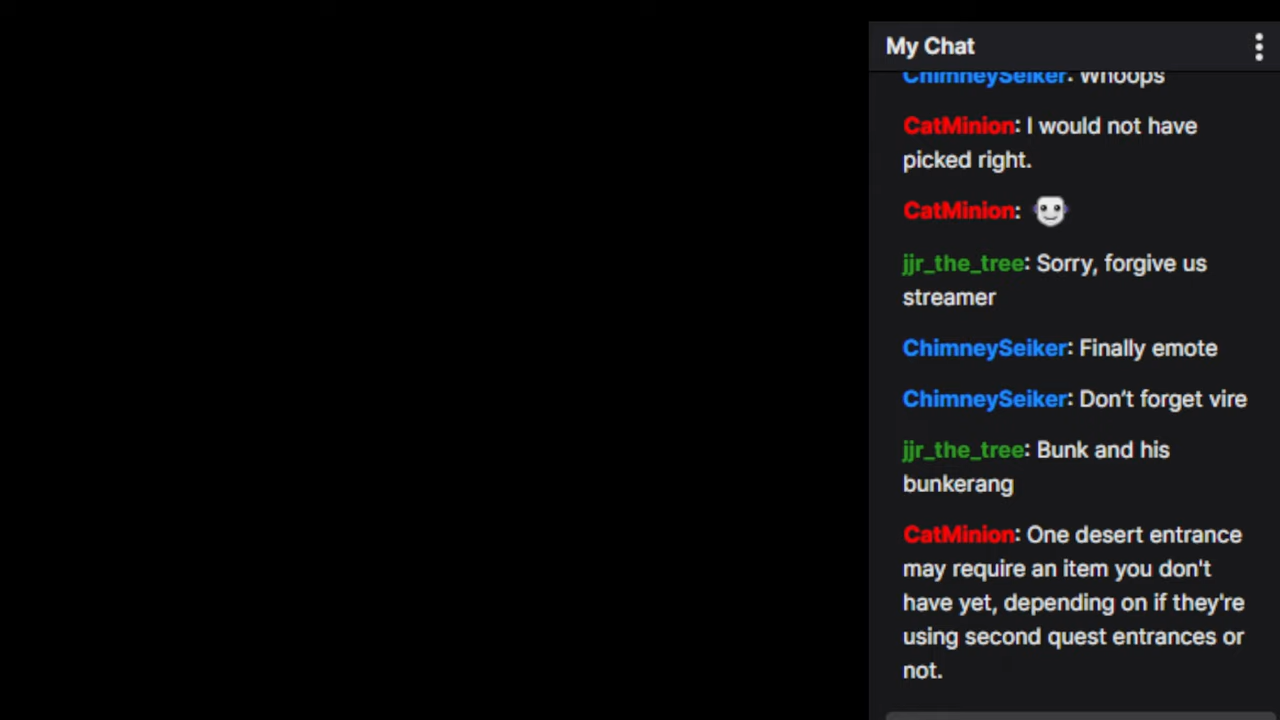 My Chat
ChimneySeiker: Whoops
CatMinion: I would not have
picked right.
CatMinion:
jjr_the_tree: Sorry, forgive us
streamer
ChimneySeiker: Finally emote
ChimneySeiker: Don’t forget vire
jjr_the_tree: Bunk and his
bunkerang
CatMinion: One desert entrance
may require an item you don't
have yet, depending on if they're
using second quest entrances or
not.